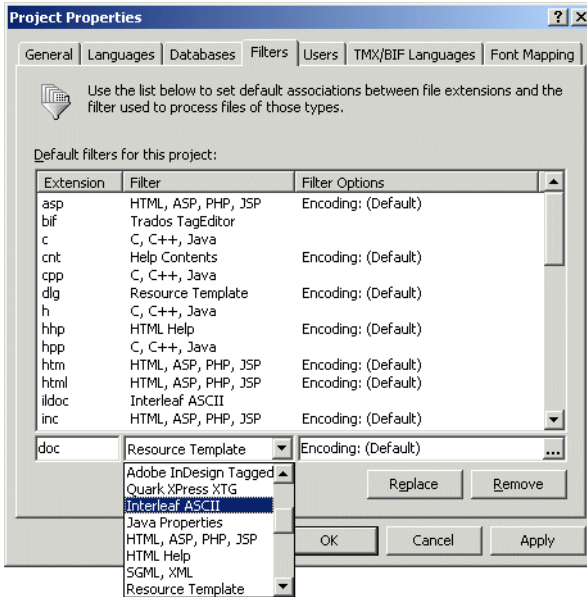 Project Properties
General Languages Databases Filters Users TMX/BIF Languages Font Mapping
Use the list below to set default associations between file extensions and the
filter used to process files of those types.
Default filters for this project:
Extension Filter Filter Options
asp HTML, ASP, PHP, JSP Encoding: (Default)
bif Trados TagEditor
c C, C++, Java
cnt Help Contents Encoding: (Default)
cpp C, C++, Java
dlg Resource Template Encoding: (Default)
h C, C++, Java
hhp HTML Help Encoding: (Default)
hpp C, C++, Java
htm HTML, ASP, PHP, JSP Encoding: (Default)
html HTML, ASP, PHP, JSP Encoding: (Default)
ildoc Interleaf ASCII
inc HTML, ASP, PHP, JSP Encoding: (Default)
doc Resource Template Encoding: (Default) ...
Adobe InDesign Tagged
Quark XPress XTG
Replace Remove
Interleaf ASCII
Java Properties
HTML, ASP, PHP, JSP
OK Cancel Apply
HTML Help
SGML, XML
Resource Template